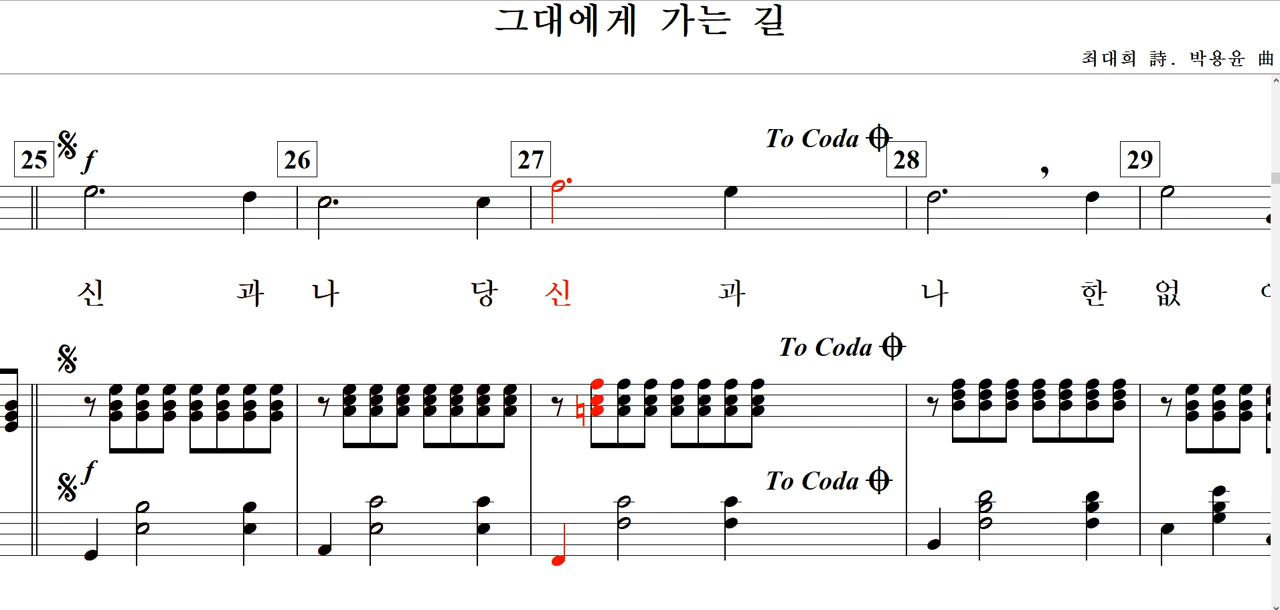 그대에게 가는 길
최대희 詩. 박용윤 曲
To Coda
25 f 26 27 28 , 29
신 과 나 당 신 과 나 한 없
To Coda
f
To Coda